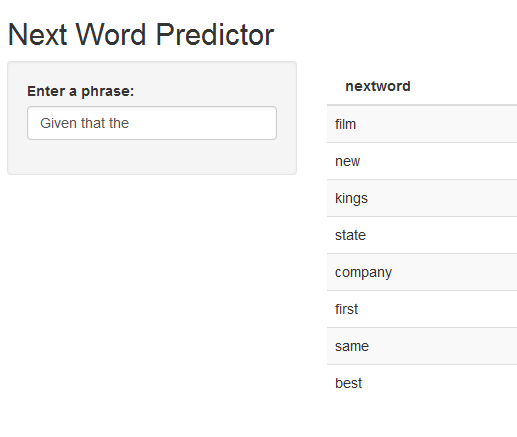 Next Word Predictor
Enter a phrase:
Given that the
nextword
film
new
kings
state
company
first
same
best